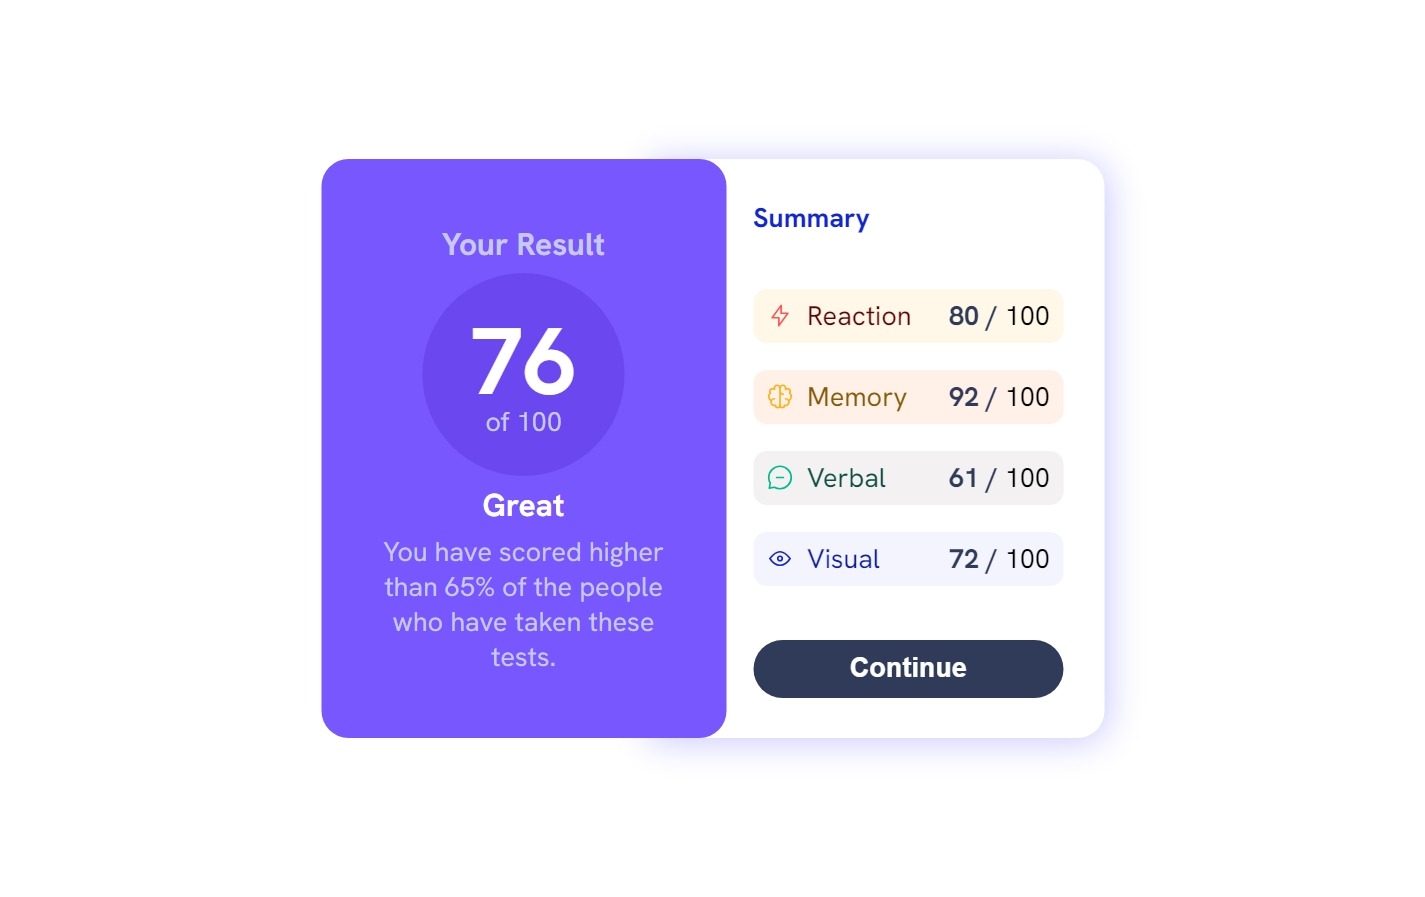 Your Result
76
of 100
Great
You have scored higher
than 65% of the people
who have taken these
tests.
Summary
Reaction 80 / 100
Memory 92 / 100
Verbal 61 / 100
Visual 72 / 100
Continue